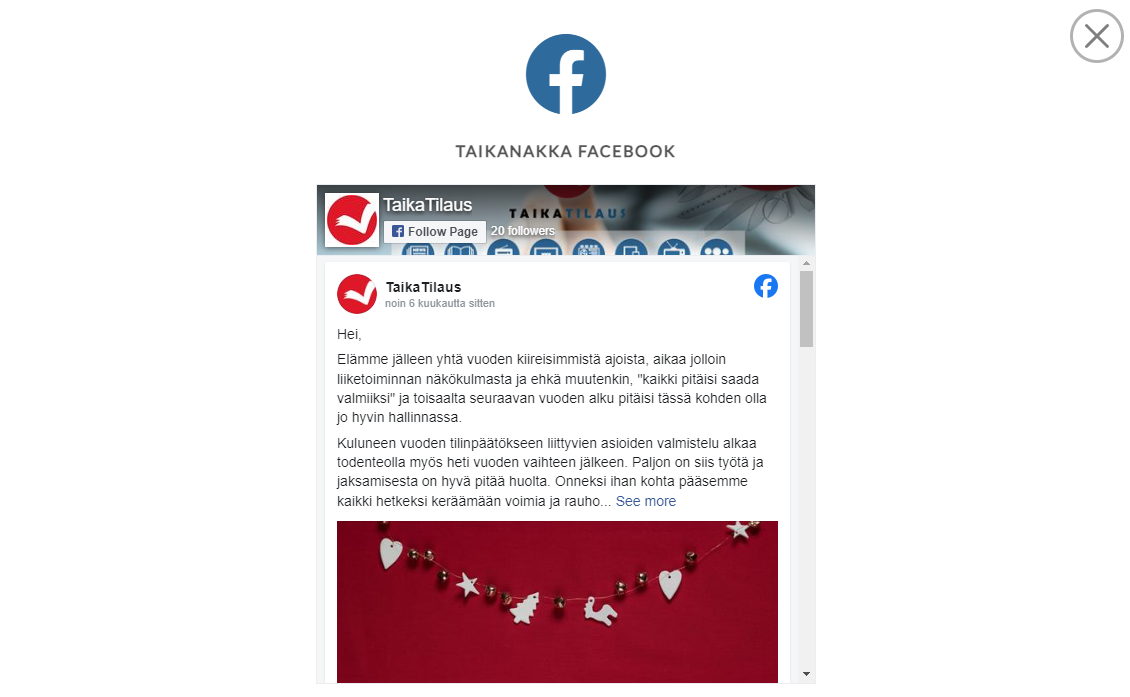 TAIKANAKKA FACEBOOK
TaikaTilaus
TAIKATILAUS
Follow Page
20 followers
TaikaTilaus
noin 6 kuukautta sitten
Hei,
Elämme jälleen yhtä vuoden kiireisimmistä ajoista, aikaa jolloin
liiketoiminnan näkökulmasta ja ehkä muutenkin, "kaikki pitäisi saada
valmiiksi" ja toisaalta seuraavan vuoden alku pitäisi tässä kohden olla
jo hyvin hallinnassa.
Kuluneen vuoden tilinpäätökseen liittyvien asioiden valmistelu alkaa
todenteolla myös heti vuoden vaihteen jälkeen. Paljon on siis työtä ja
jaksamisesta on hyvä pitää huolta. Onneksi ihan kohta pääsemme
kaikki hetkeksi keräämään voimia ja rauho... See more